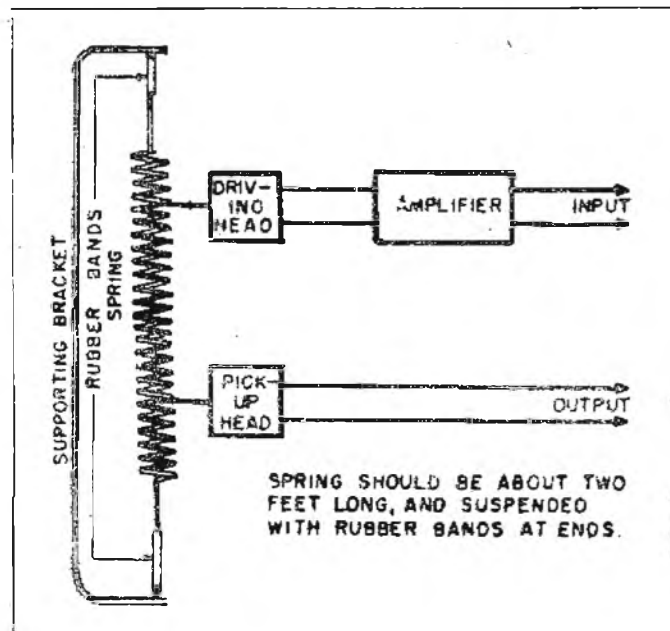 SUPPORTING BRACKET
RUBBER BANDS
SPRING
DRIV-
ING
HEAD
AMPLIFIER
INPUT
PICK-
UP
HEAD
OUTPUT
SPRING SHOULD BE ABOUT TWO
FEET LONG, AND SUSPENDED
WITH RUBBER BANDS AT ENDS.